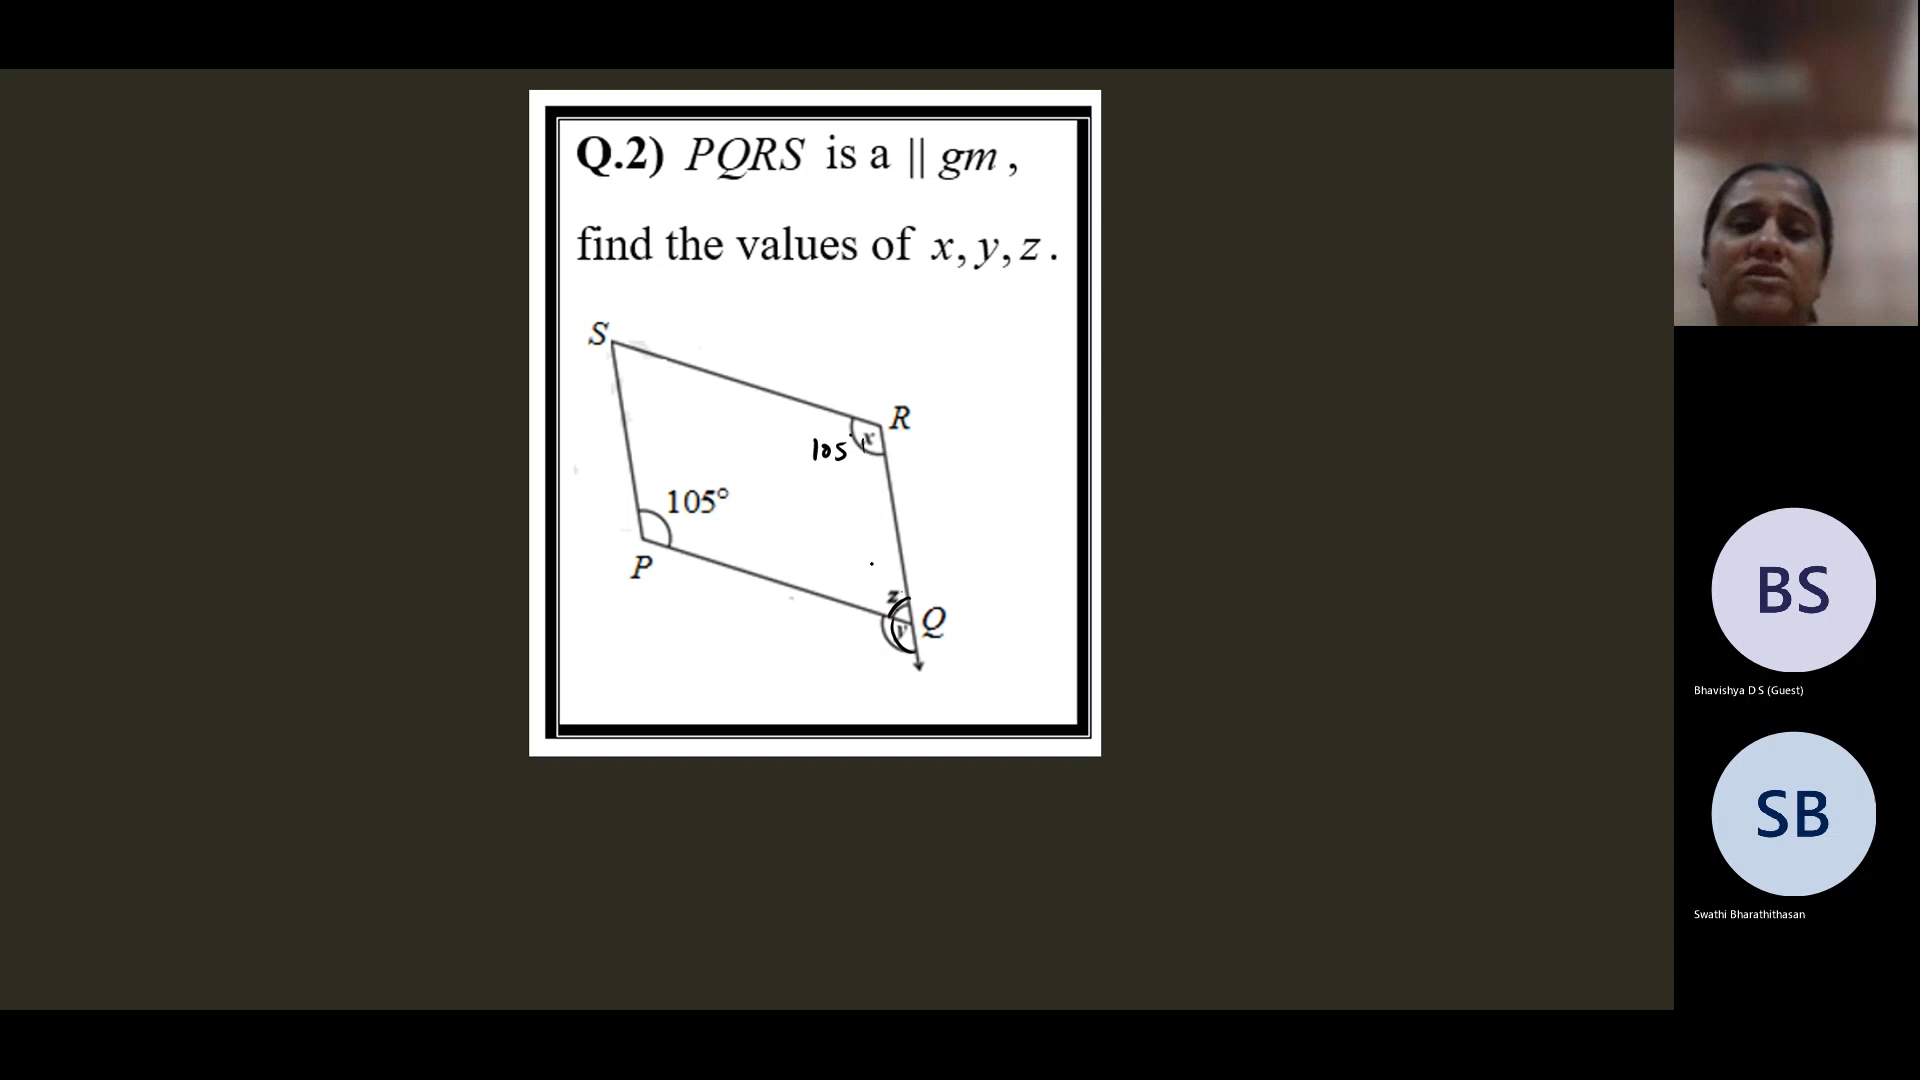 Q.2) PQRS is a || gm ,
find the values of x, y, z .
S
R
x
105°
105°
P
z
Q
y
BS
Bhavishya D S (Guest)
SB
Swathi Bharathithasan